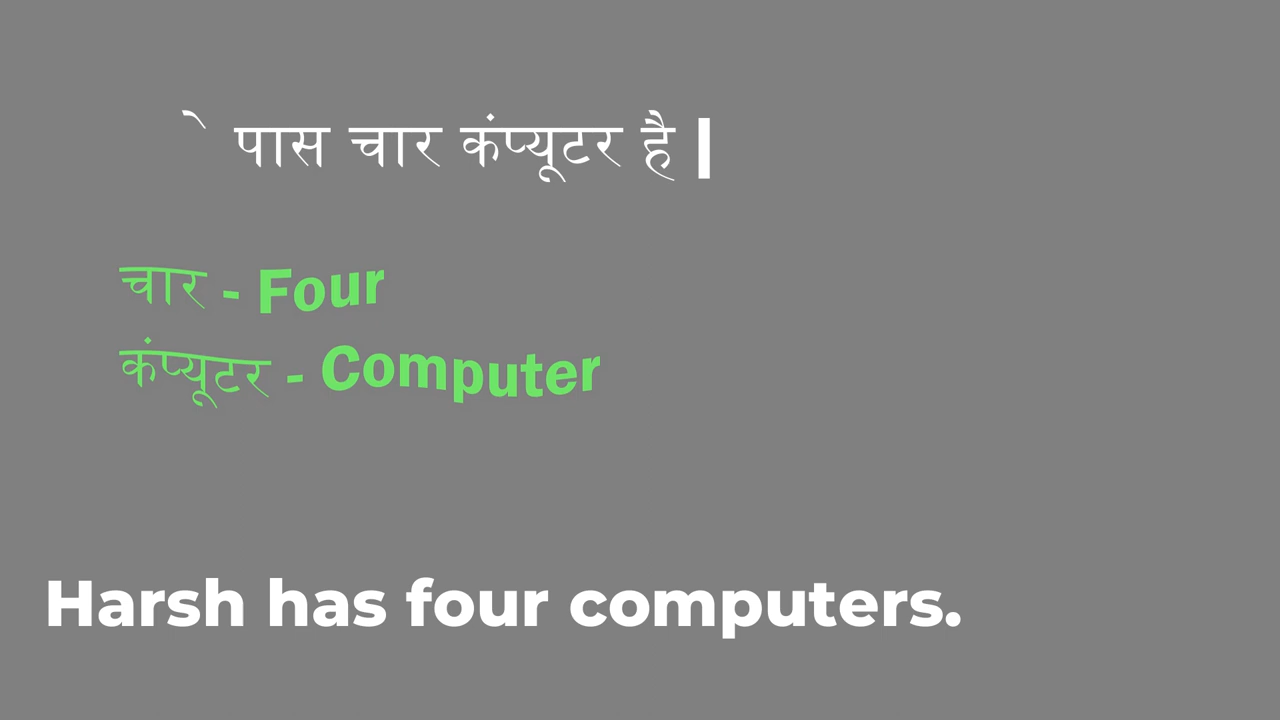 े पास चार कंप्यूटर है |
चार - Four
कंप्यूटर - Computer
Harsh has four computers.